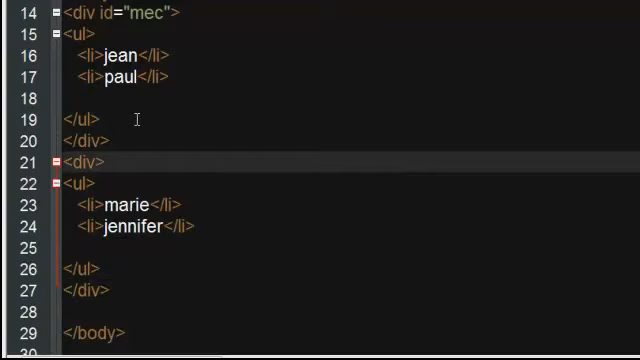 14 <div id="mec">
15 <ul>
16 <li>jean</li>
17 <li>paul</li>
18
19 </ul>
20 </div>
21 <div>
22 <ul>
23 <li>marie</li>
24 <li>jennifer</li>
25
26 </ul>
27 </div>
28
29 </body>
30